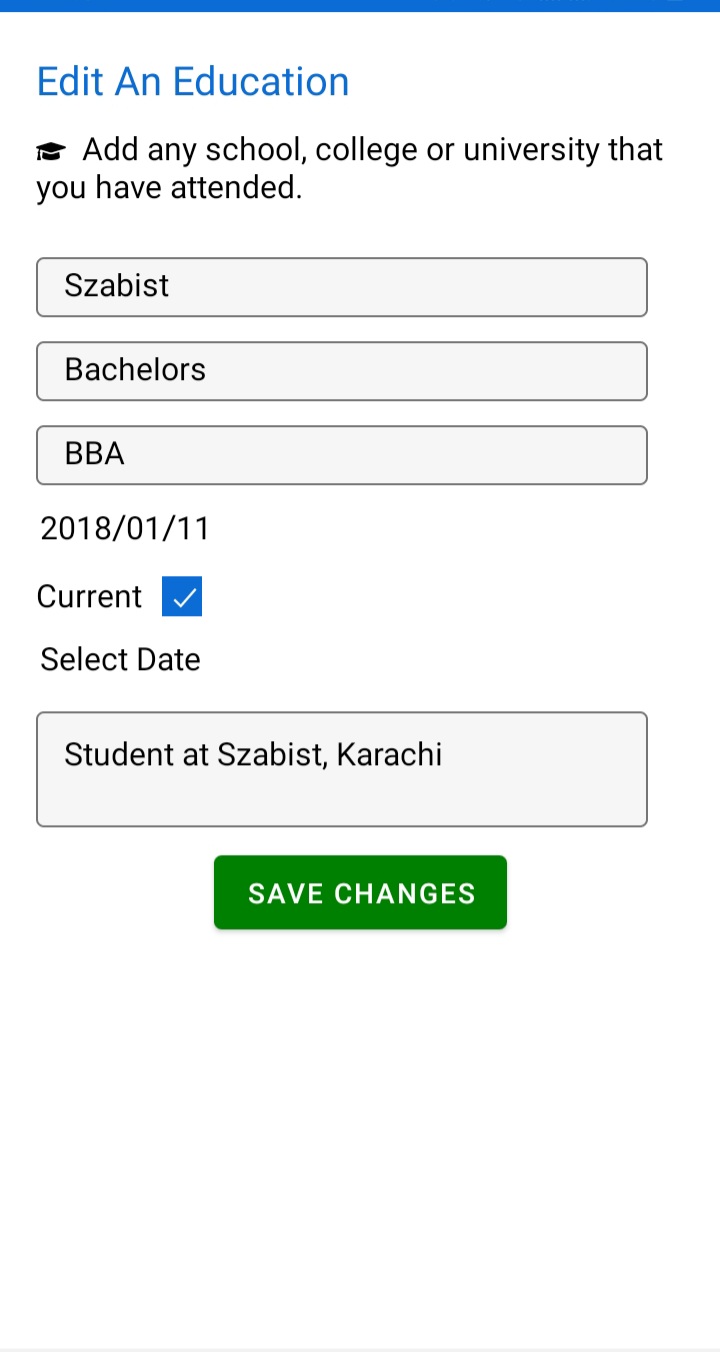 Edit An Education
Add any school, college or university that
you have attended.
Szabist
Bachelors
BBA
2018/01/11
Current
Select Date
Student at Szabist, Karachi
SAVE CHANGES